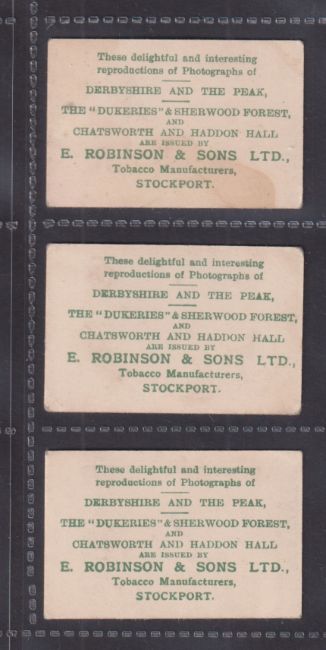 These delightful and interesting
reproductions of Photographs of
DERBYSHIRE AND THE PEAK,
THE "DUKERIES" & SHERWOOD FOREST,
AND
CHATSWORTH AND HADDON HALL
ARE ISSUED BY
E. ROBINSON & SONS LTD.,
Tobacco Manufacturers,
STOCKPORT.
These delightful and interesting
reproductions of Photographs of
DERBYSHIRE AND THE PEAK,
THE "DUKERIES" & SHERWOOD FOREST,
AND
CHATSWORTH AND HADDON HALL
ARE ISSUED BY
E. ROBINSON & SONS LTD.,
Tobacco Manufacturers,
STOCKPORT.
These delightful and interesting
reproductions of Photographs of
DERBYSHIRE AND THE PEAK,
THE "DUKERIES" & SHERWOOD FOREST,
AND
CHATSWORTH AND HADDON HALL
ARE ISSUED BY
E. ROBINSON & SONS LTD.,
Tobacco Manufacturers,
STOCKPORT.